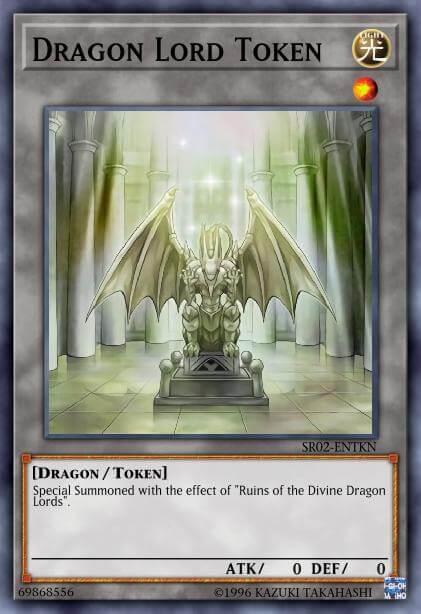 DRAGON LORD TOKEN
LIGHT
光
SR02-ENTKN
[DRAGON / TOKEN]
Special Summoned with the effect of "Ruins of the Divine Dragon
Lords".
ATK/ 0 DEF/ 0
69868556
©1996 KAZUKI TAKAHASHI